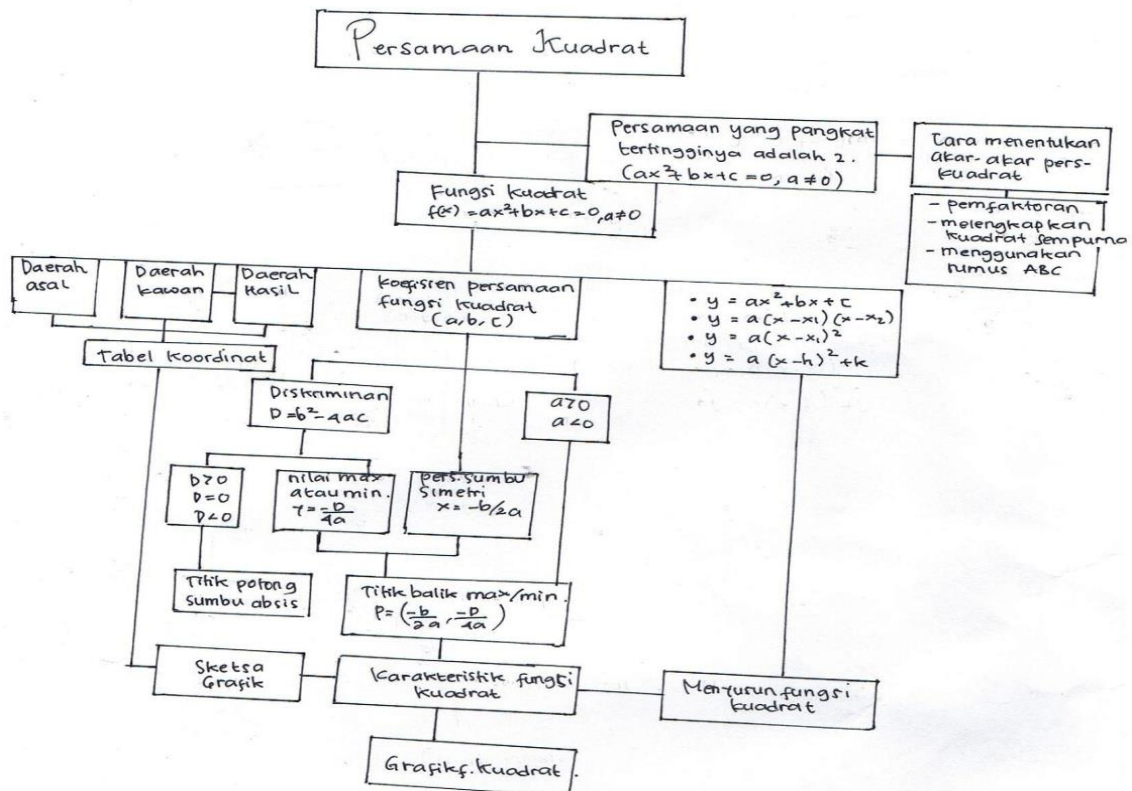 Persamaan Kuadrat
Persamaan yang pangkat
tertingginya adalah 2.
(ax²+bx+c=0, a≠0)
Cara menentukan
akar-akar pers-
kuadrat
- pemfaktoran
- melengkapkan
kuadrat sempurna
- menggunakan
rumus ABC
Fungsi Kuadrat
f(x)=ax²+bx+c=0, a≠0
Daerah
asal
Daerah
kawan
Daerah
Hasil
Tabel Koordinat
koefisien persamaan
fungsi kuadrat
(a, b, c)
• y = ax²+bx+c
• y = a(x-x₁)(x-x₂)
• y = a(x-x₁)²
• y = a(x-h)²+k
Diskriminan
D=b²-4ac
a>0
a<0
D>0
D=0
D<0
nilai max
atau min.
y=-D/4a
pers. sumbu
simetri
x=-b/2a
Titik potong
sumbu absis
Titik balik max/min.
P=(-b/2a, -D/4a)
Sketsa
Grafik
Karakteristik fungsi
kuadrat
Menyusun fungsi
kuadrat
Grafik f. Kuadrat.